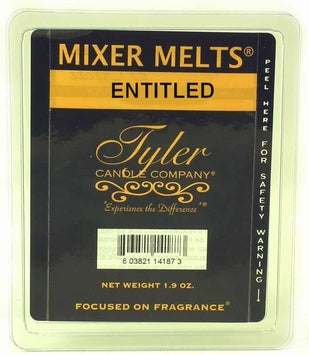 MIXER MELTS®
ENTITLED
Tyler
CANDLE COMPANY®
"Experience the Difference"®
6 03821 14187 3
NET WEIGHT 1.9 OZ.
FOCUSED ON FRAGRANCE®
PEEL HERE FOR SAFETY WARNING